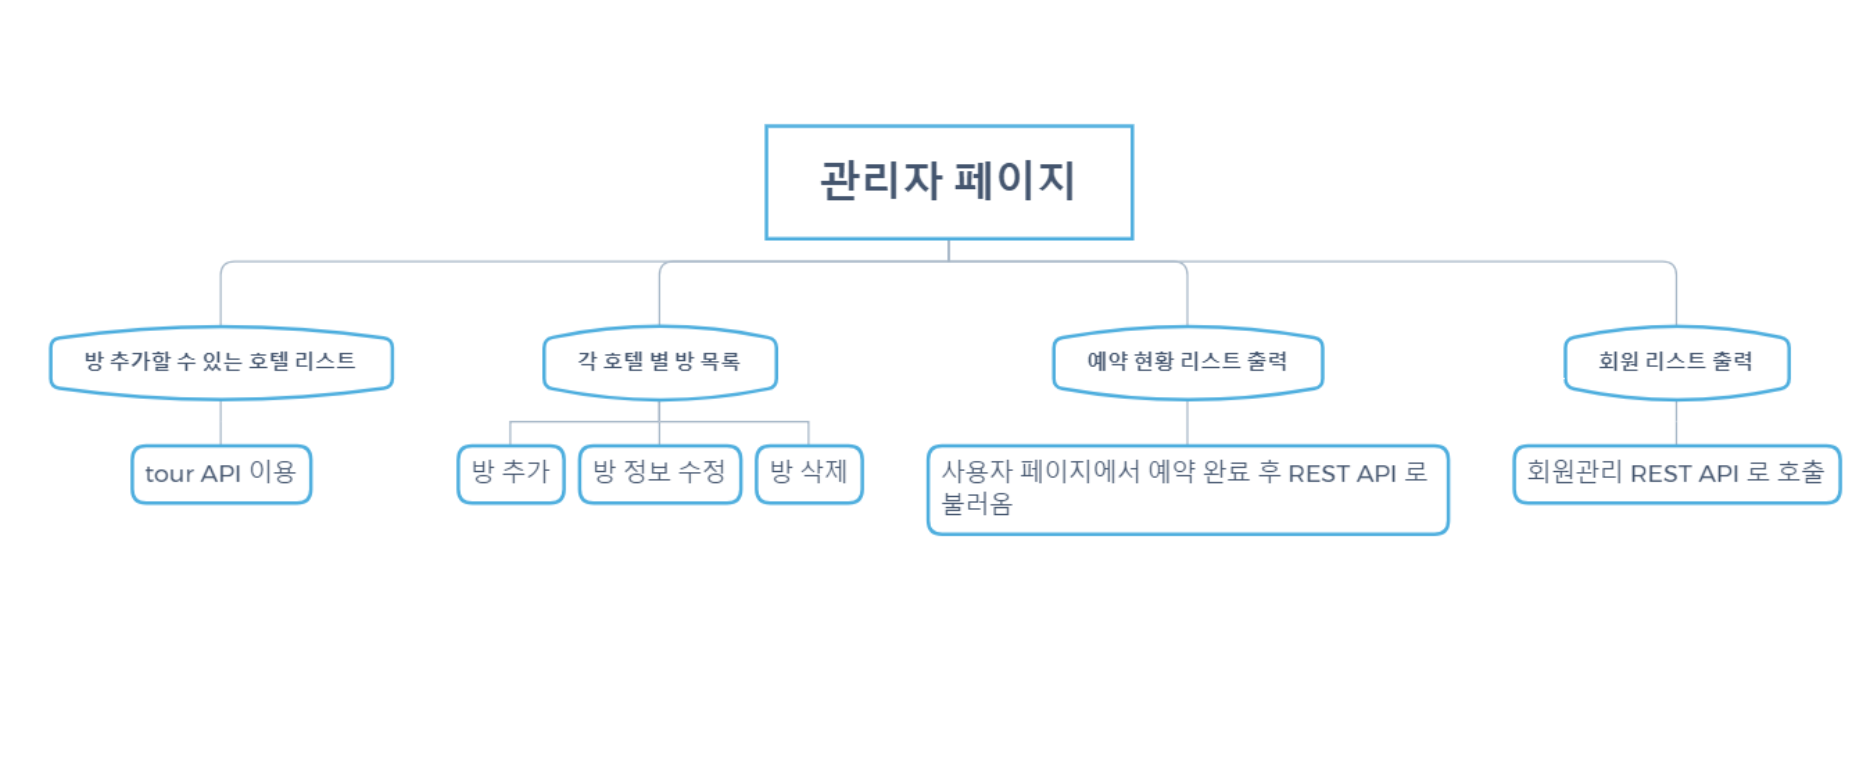 관리자 페이지
방 추가할 수 있는 호텔 리스트
각 호텔 별 방 목록
예약 현황 리스트 출력
회원 리스트 출력
tour API 이용
방 추가
방 정보 수정
방 삭제
사용자 페이지에서 예약 완료 후 REST API 로
불러옴
회원관리 REST API 로 호출